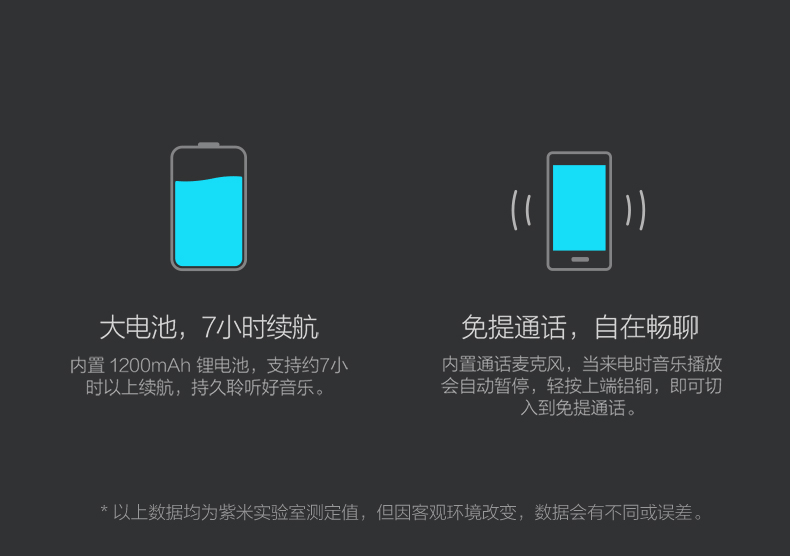 大电池，7小时续航
内置 1200mAh 锂电池，支持约7小
时以上续航，持久聆听好音乐。
免提通话，自在畅聊
内置通话麦克风，当来电时音乐播放
会自动暂停，轻按上端铝铜，即可切
入到免提通话。
* 以上数据均为紫米实验室测定值，但因客观环境改变，数据会有不同或误差。